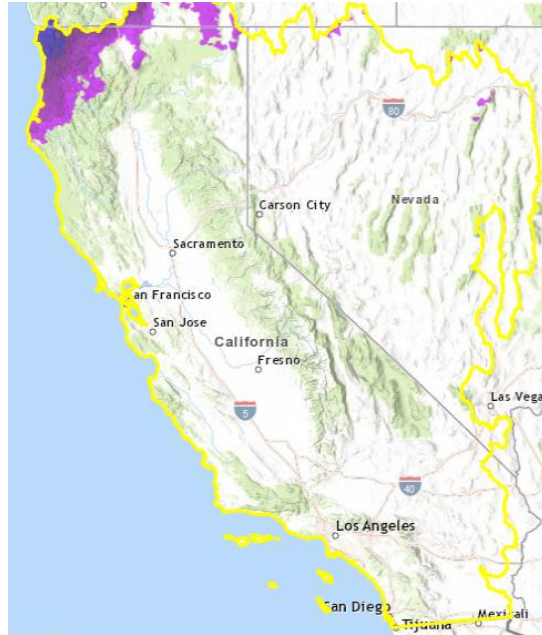 80
Nevada
Carson City
Sacramento
an Francisco
San Jose
California
Fresno
Las Vega
5
40
Los Angeles
San Diego
Mexicali
Tijuana